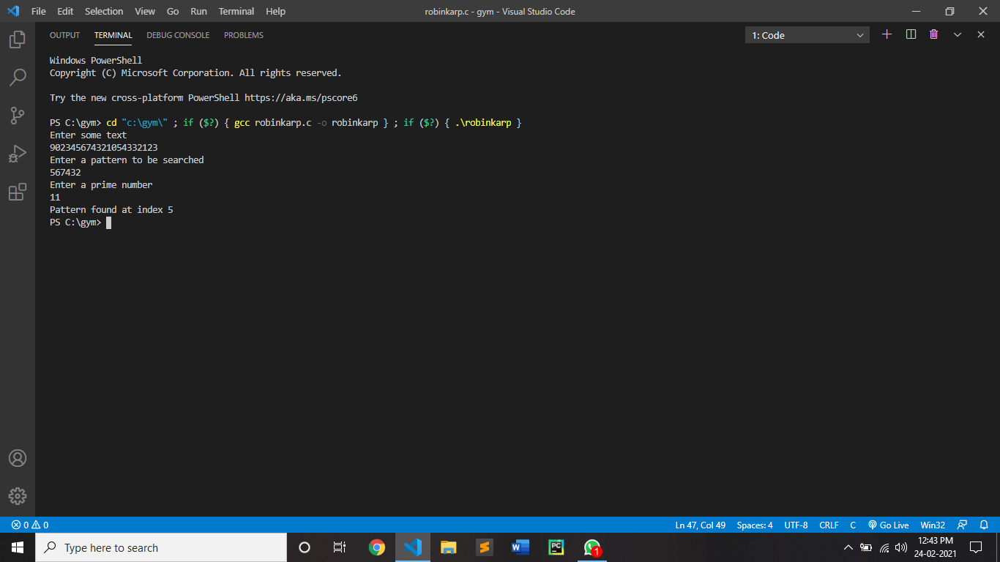 File Edit Selection View Go Run Terminal Help
robinkarp.c - gym - Visual Studio Code
OUTPUT TERMINAL DEBUG CONSOLE PROBLEMS
1: Code
Windows PowerShell
Copyright (C) Microsoft Corporation. All rights reserved.
Try the new cross-platform PowerShell https://aka.ms/pscore6
PS C:\gym> cd "c:\gym\" ; if ($?) { gcc robinkarp.c -o robinkarp } ; if ($?) { .\robinkarp }
Enter some text
902345674321054332123
Enter a pattern to be searched
567432
Enter a prime number
11
Pattern found at index 5
PS C:\gym>
0 0
Ln 47, Col 49 Spaces: 4 UTF-8 CRLF C Go Live Win32
Type here to search
W
PC
1
12:43 PM
24-02-2021